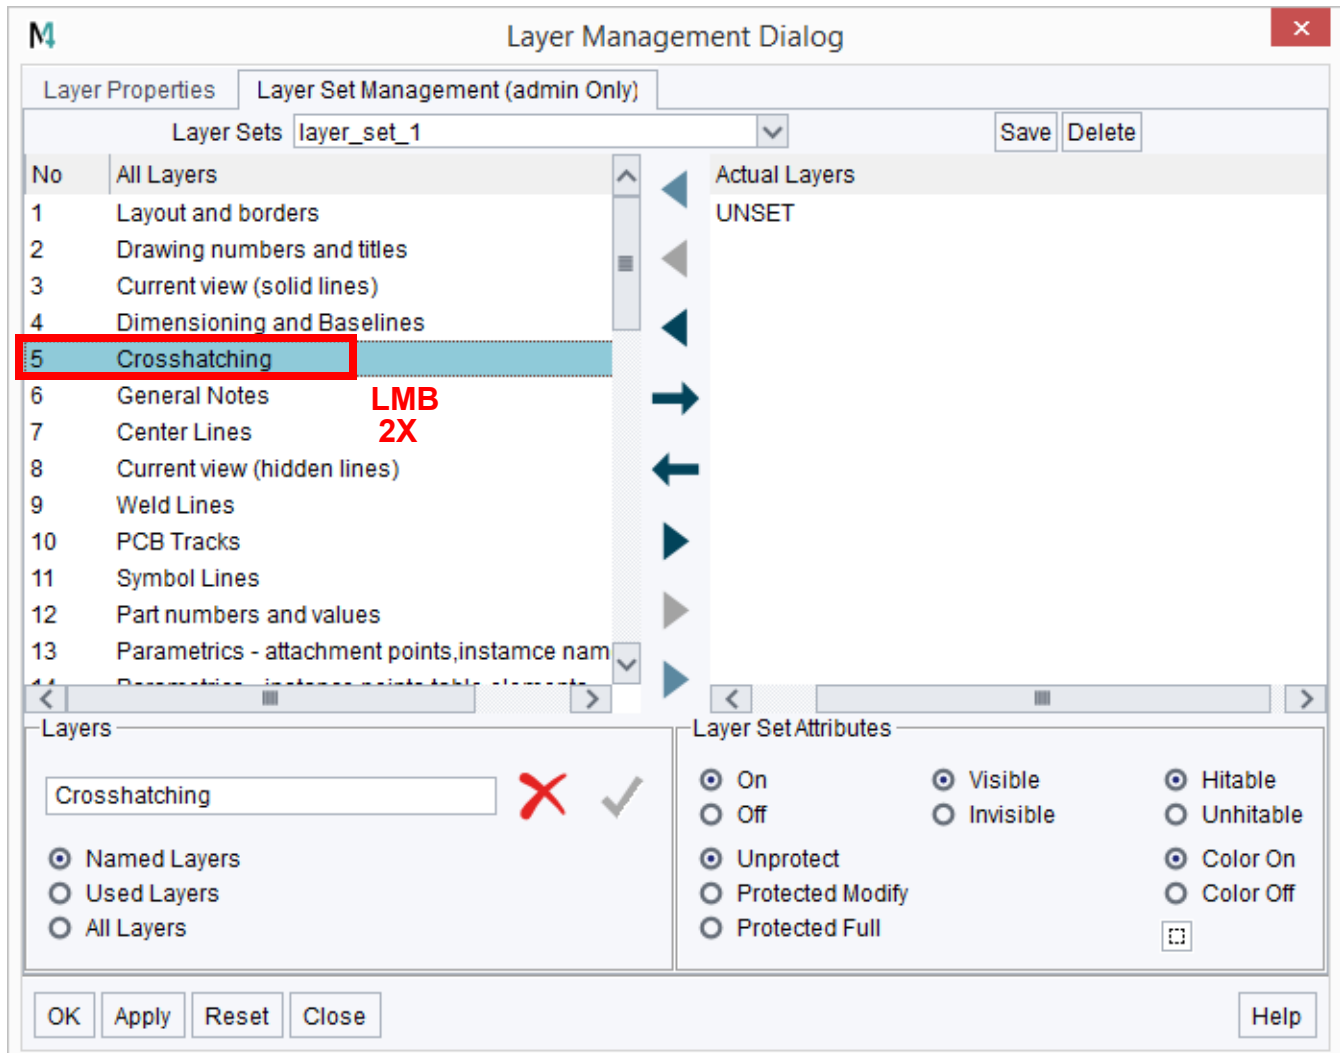 Layer Management Dialog
Layer Properties
Layer Set Management (admin Only)
Layer Sets layer_set_1 Save Delete
No All Layers Actual Layers
1 Layout and borders UNSET
2 Drawing numbers and titles
3 Current view (solid lines)
4 Dimensioning and Baselines
5 Crosshatching
6 General Notes
LMB
2X
7 Center Lines
8 Current view (hidden lines)
9 Weld Lines
10 PCB Tracks
11 Symbol Lines
12 Part numbers and values
13 Parametrics - attachment points,instamce nam
Layers
Crosshatching
Named Layers
Used Layers
All Layers
Layer Set Attributes
On Visible Hitable
Off Invisible Unhitable
Unprotect Color On
Protected Modify Color Off
Protected Full
OK Apply Reset Close Help